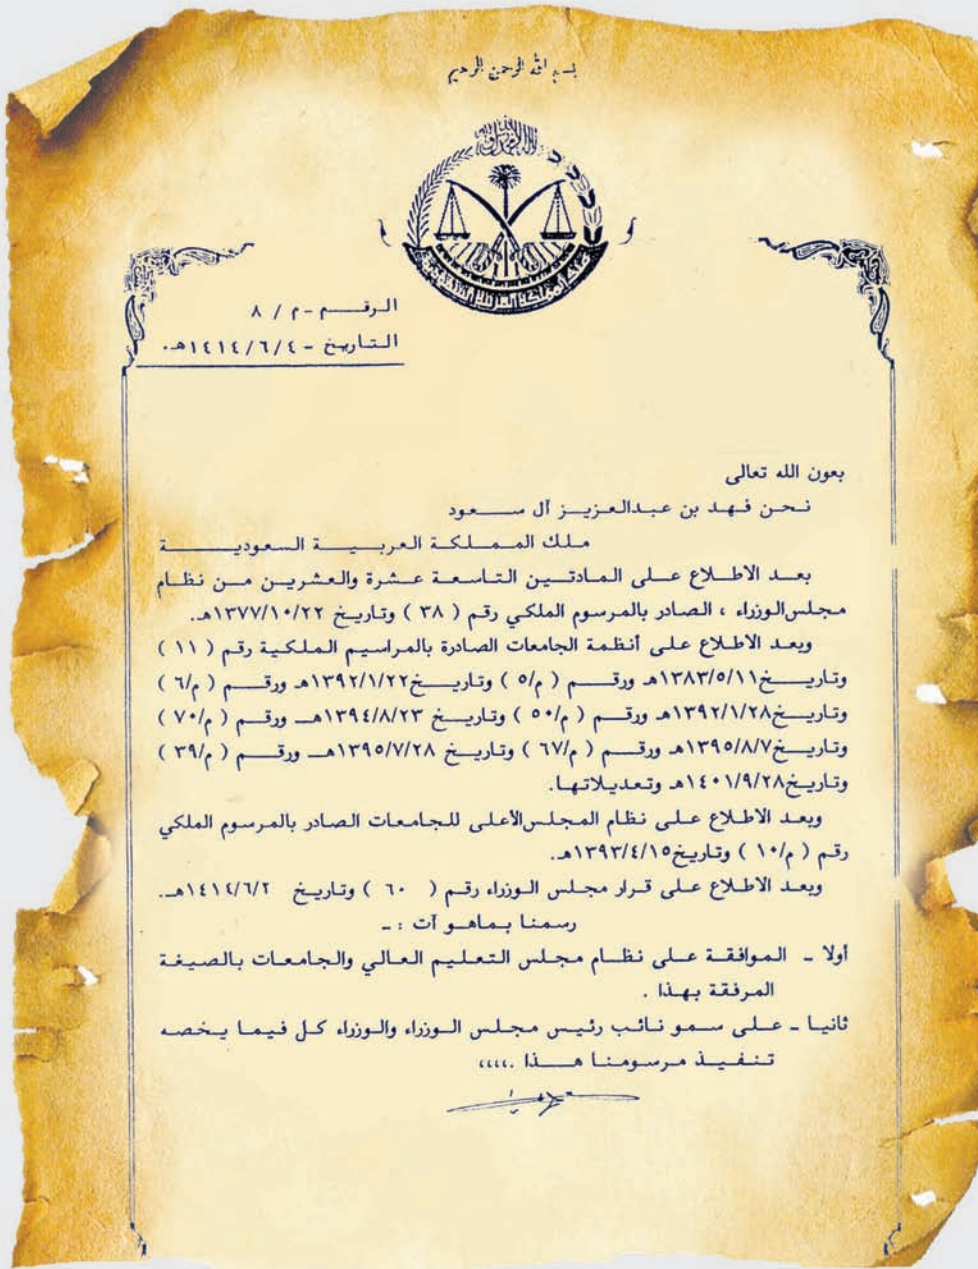 بسم الله الرحمن الرحيم
الرقـــم - م / ٨
التاريخ - ١٤١٤/٦/٤هـ.
بعون الله تعالى
نحن فهد بن عبدالعزيز آل سعود
ملك المملكة العربية السعودية
بعد الاطلاع على المادتين التاسعة عشرة والعشرين من نظام
مجلس الوزراء ، الصادر بالمرسوم الملكي رقم ( ٣٨ ) وتاريخ ١٣٧٧/١٠/٢٢هـ.
وبعد الاطلاع على أنظمة الجامعات الصادرة بالمراسيم الملكية رقم ( ١١ )
وتاريخ ١٣٨٣/٥/١١هـ ورقم ( م/٥ ) وتاريخ ١٣٩٢/١/٢٢هـ ورقم ( م/٦ )
وتاريخ ١٣٩٢/١/٢٨هـ ورقم ( م/٥٠ ) وتاريخ ١٣٩٤/٨/٢٣هـ ورقم ( م/٧٠ )
وتاريخ ١٣٩٥/٨/٧هـ ورقم ( م/٦٧ ) وتاريخ ١٣٩٥/٧/٢٨هـ ورقم ( م/٣٩ )
وتاريخ ١٤٠١/٩/٢٨هـ وتعديلاتها.
وبعد الاطلاع على نظام المجلس الأعلى للجامعات الصادر بالمرسوم الملكي
رقم ( م/١٠ ) وتاريخ ١٣٩٣/٤/١٥هـ.
وبعد الاطلاع على قرار مجلس الوزراء رقم ( ٦٠ ) وتاريخ ١٤١٤/٦/٢هـ.
رسمنا بماهو آت : -
أولا - الموافقة على نظام مجلس التعليم العالي والجامعات بالصيغة
المرفقة بهذا .
ثانيا - على سمو نائب رئيس مجلس الوزراء والوزراء كل فيما يخصه
تنفيذ مرسومنا هذا .،،،،